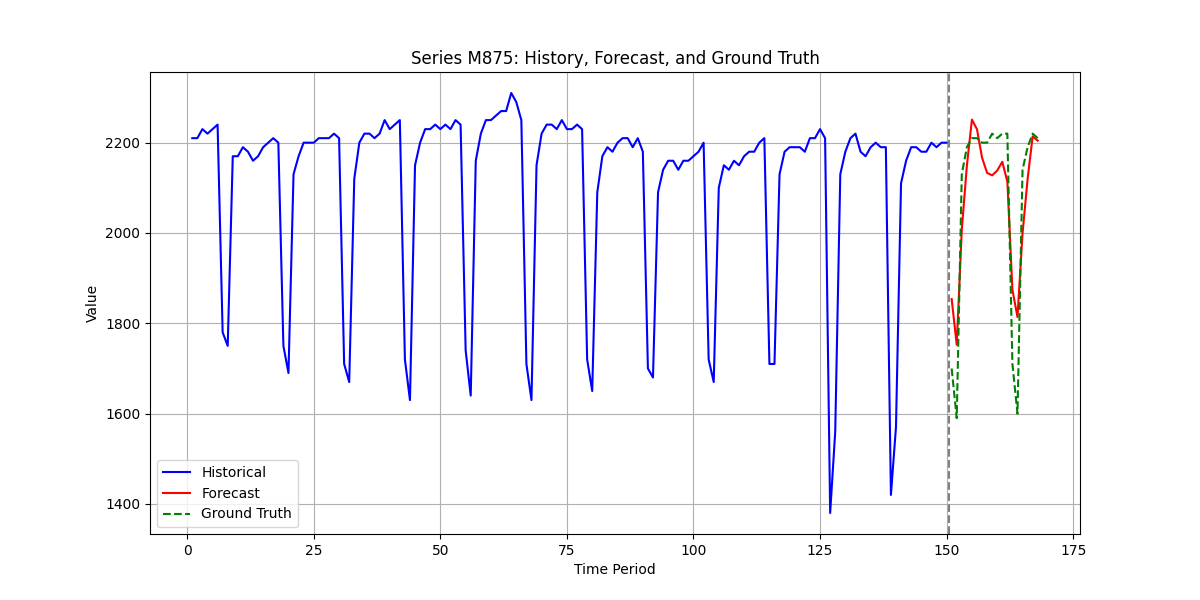 Series M875: History, Forecast, and Ground Truth
Value
2200
2000
1800
1600
1400
Historical
Forecast
Ground Truth
0 25 50 75 100 125 150 175
Time Period